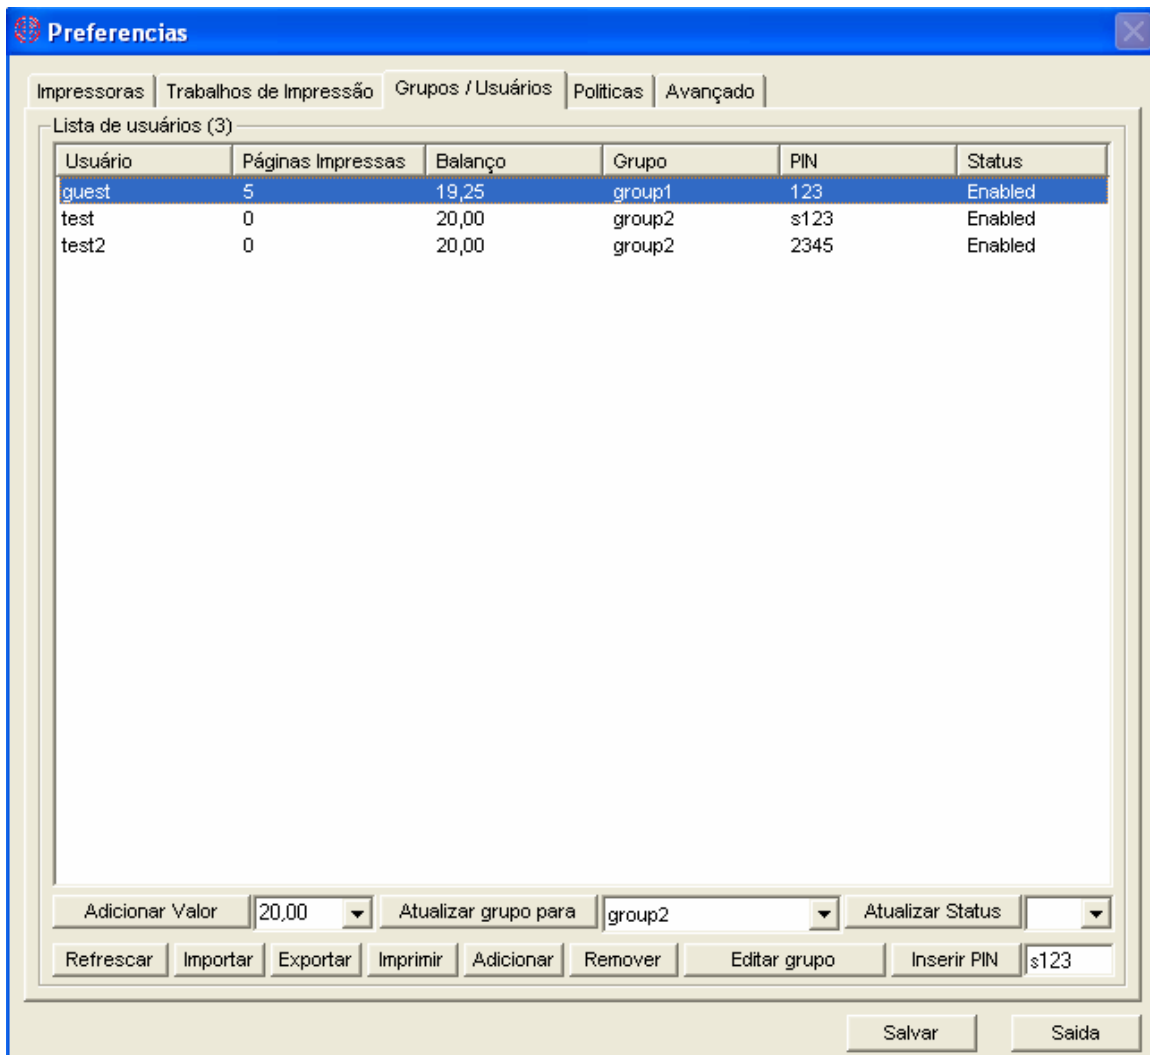 Preferencias
Impressoras Trabalhos de Impressão Grupos / Usuários Politicas Avançado
Lista de usuários (3)
Usuário Páginas Impressas Balanço Grupo PIN Status
guest 5 19,25 group1 123 Enabled
test 0 20,00 group2 s123 Enabled
test2 0 20,00 group2 2345 Enabled
Adicionar Valor 20,00 Atualizar grupo para group2 Atualizar Status
Refrescar Importar Exportar Imprimir Adicionar Remover Editar grupo Inserir PIN s123
Salvar Saida